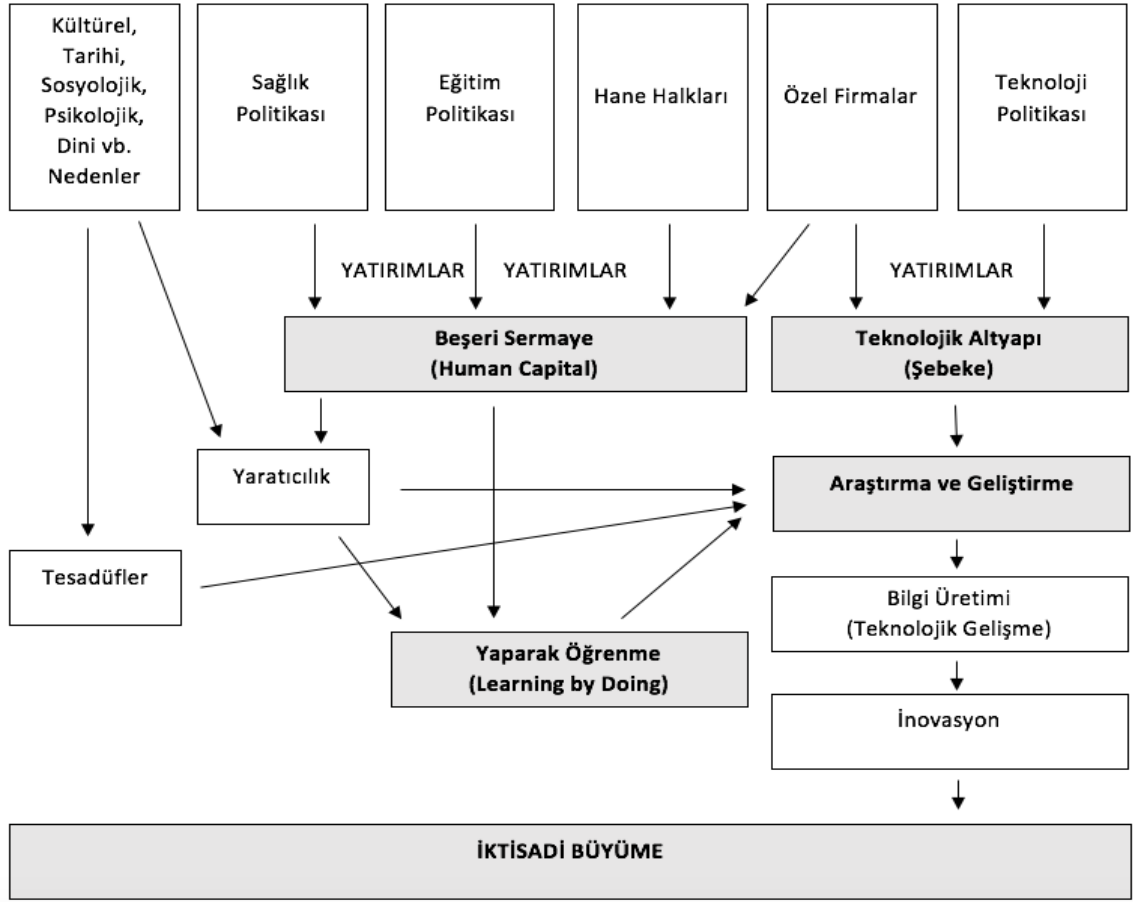 Kültürel,
Tarihi,
Sosyolojik,
Psikolojik,
Dini vb.
Nedenler
Sağlık
Politikası
Eğitim
Politikası
Hane Halkları
Özel Firmalar
Teknoloji
Politikası
YATIRIMLAR
YATIRIMLAR
YATIRIMLAR
Beşeri Sermaye
(Human Capital)
Teknolojik Altyapı
(Şebeke)
Yaratıcılık
Araştırma ve Geliştirme
Tesadüfler
Bilgi Üretimi
(Teknolojik Gelişme)
Yaparak Öğrenme
(Learning by Doing)
İnovasyon
İKTİSADİ BÜYÜME